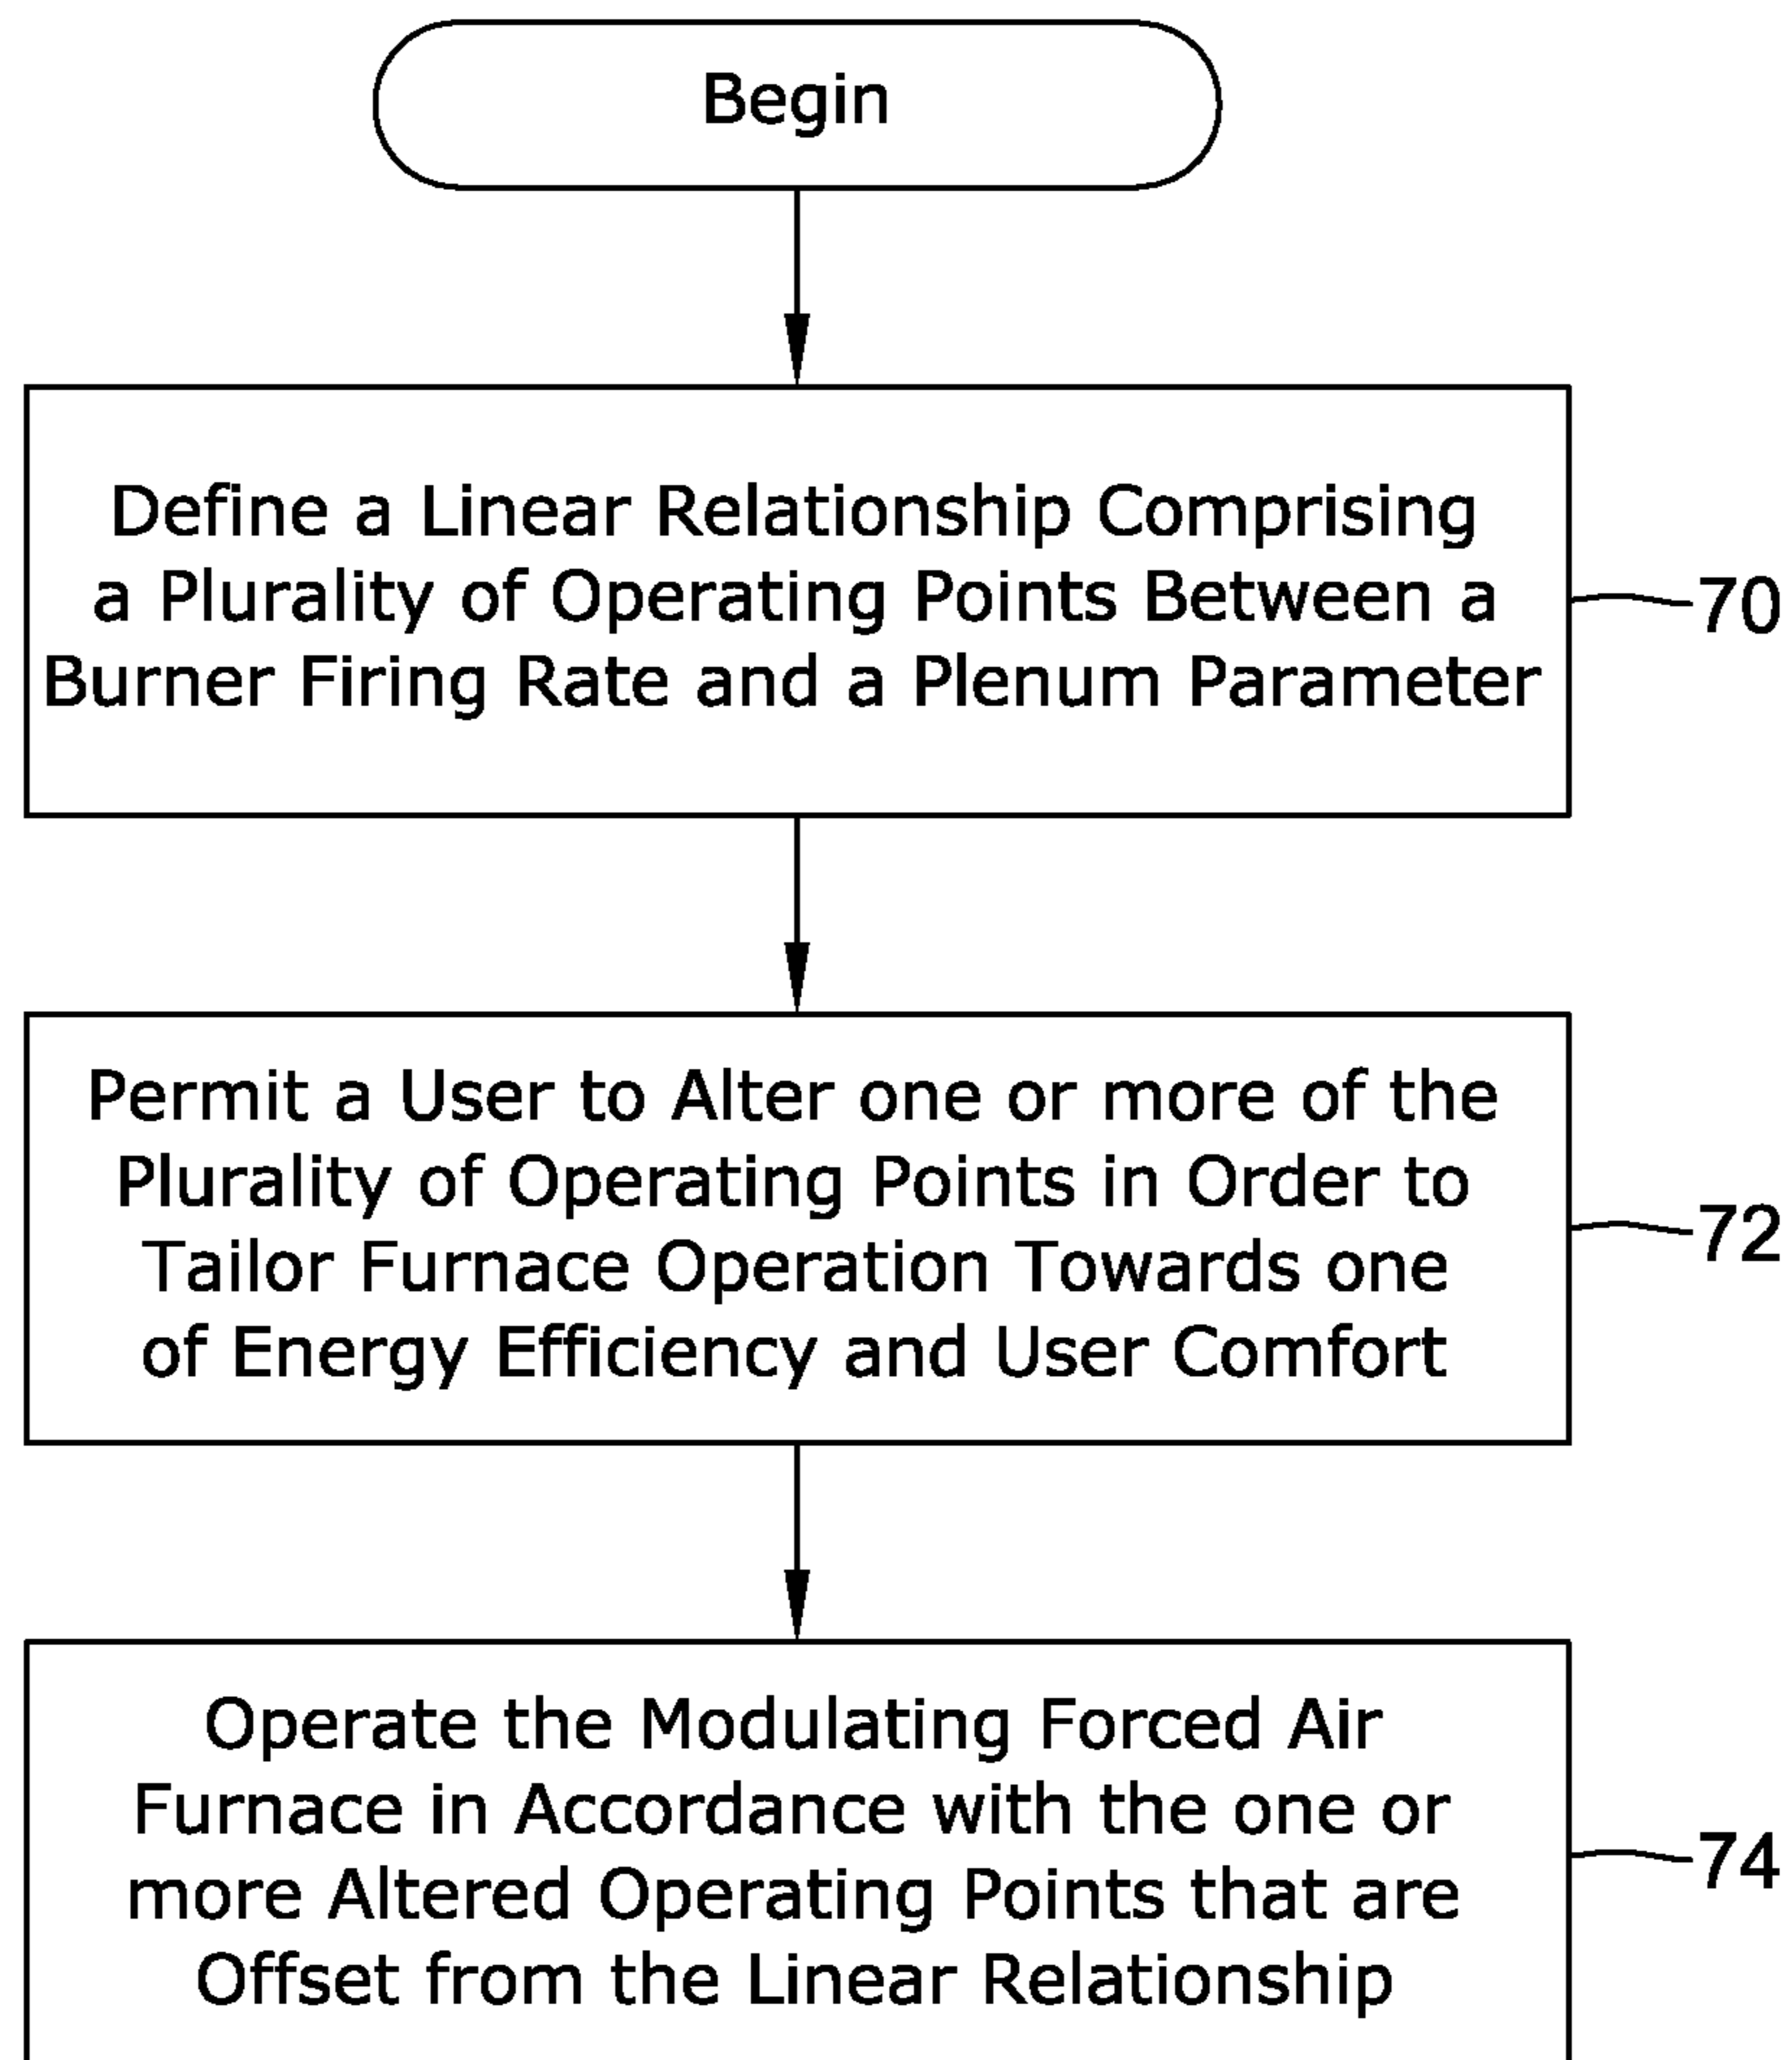 Begin
Define a Linear Relationship Comprising
a Plurality of Operating Points Between a
Burner Firing Rate and a Plenum Parameter
70
Permit a User to Alter one or more of the
Plurality of Operating Points in Order to
Tailor Furnace Operation Towards one
of Energy Efficiency and User Comfort
72
Operate the Modulating Forced Air
Furnace in Accordance with the one or
more Altered Operating Points that are
Offset from the Linear Relationship
74